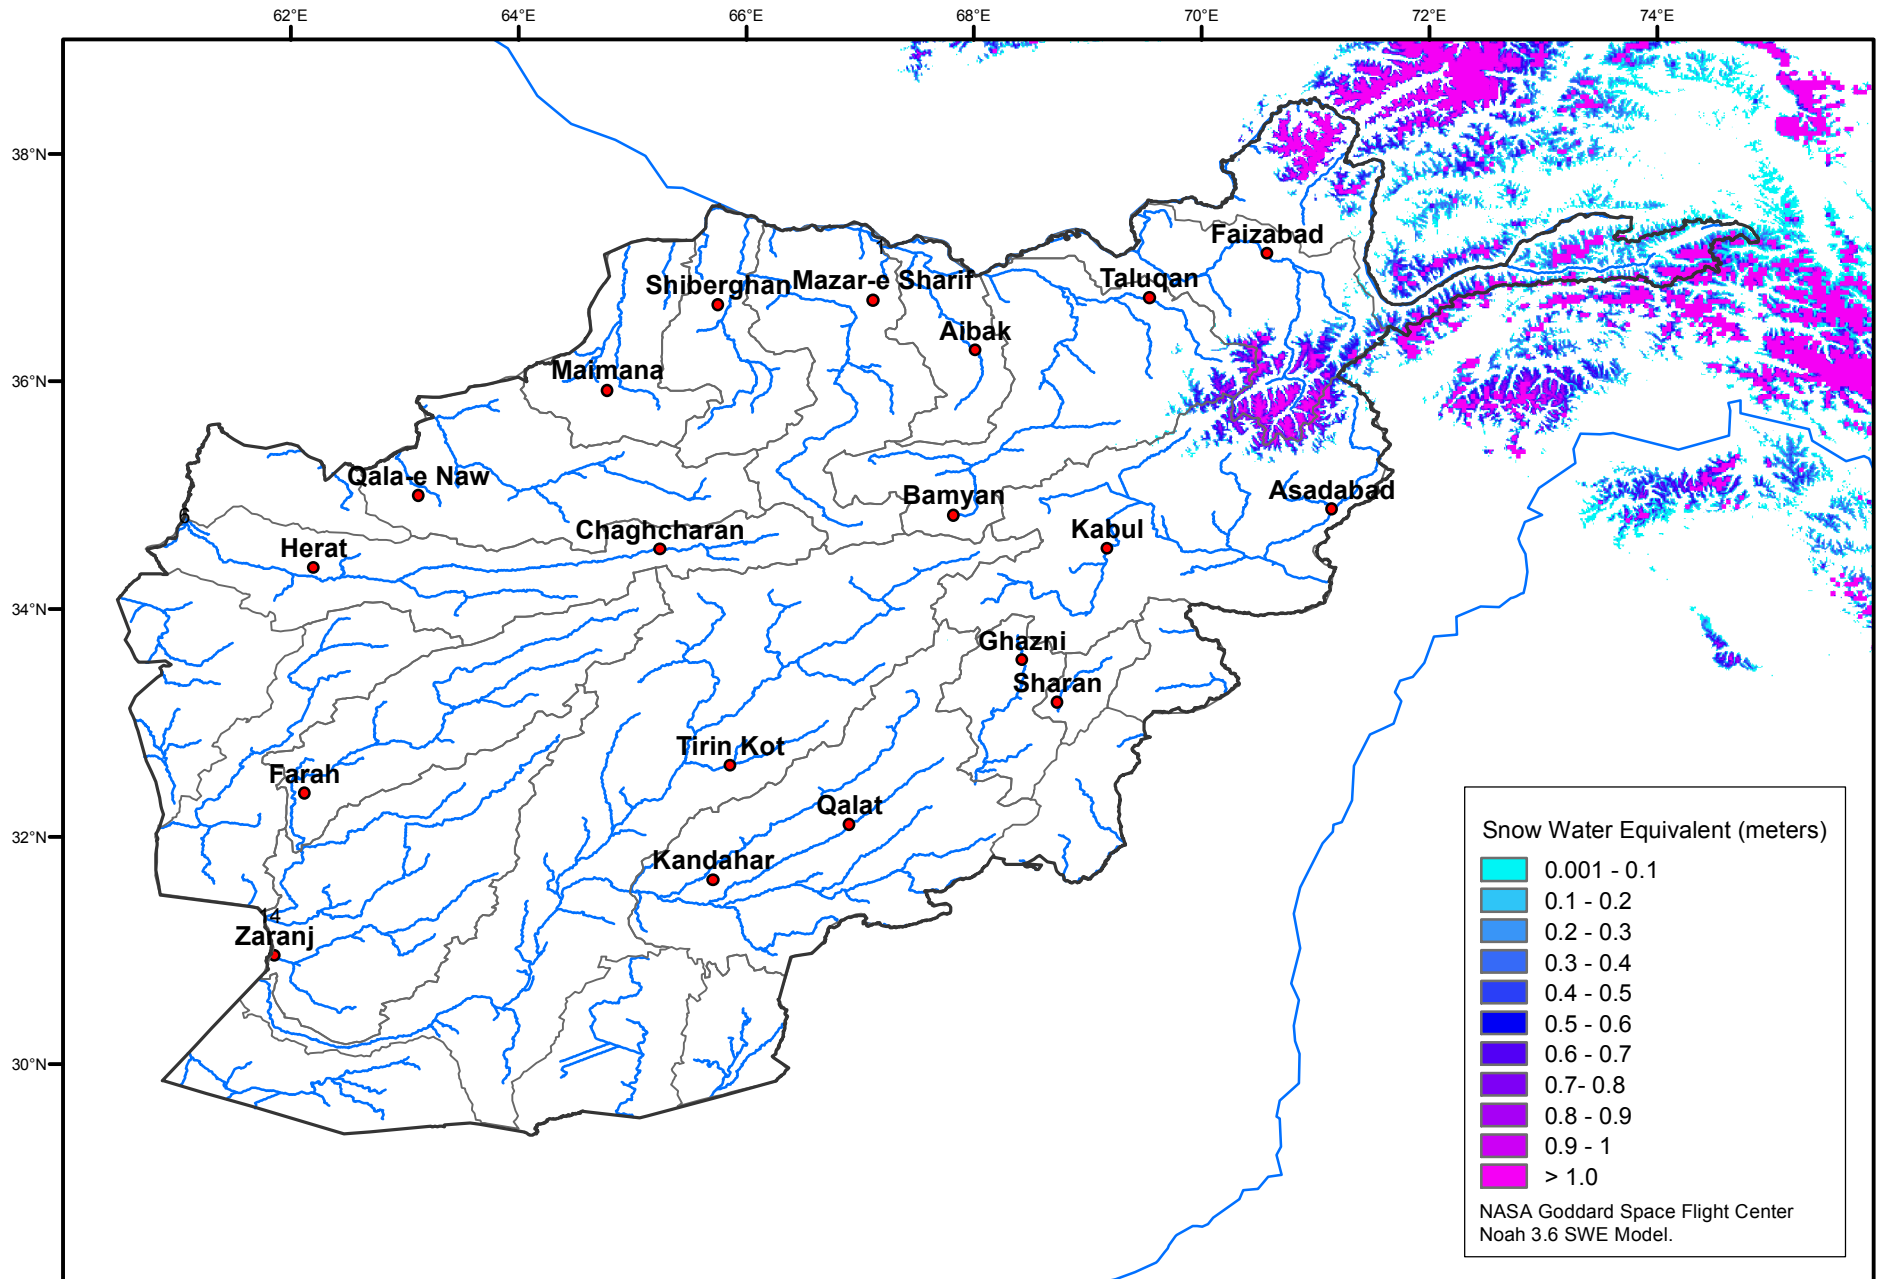 62°E
64°E
66°E
68°E
70°E
72°E
74°E
38°N
36°N
34°N
32°N
30°N
Faizabad
Shiberghan
Mazar-e Sharif
Taluqan
Aibak
Maimana
Qala-e Naw
Bamyan
Asadabad
6
Chaghcharan
Kabul
Herat
Ghazni
Sharan
Tirin Kot
Farah
Qalat
Kandahar
14
Zaranj
Snow Water Equivalent (meters)
0.001 - 0.1
0.1 - 0.2
0.2 - 0.3
0.3 - 0.4
0.4 - 0.5
0.5 - 0.6
0.6 - 0.7
0.7- 0.8
0.8 - 0.9
0.9 - 1
> 1.0
NASA Goddard Space Flight Center
Noah 3.6 SWE Model.